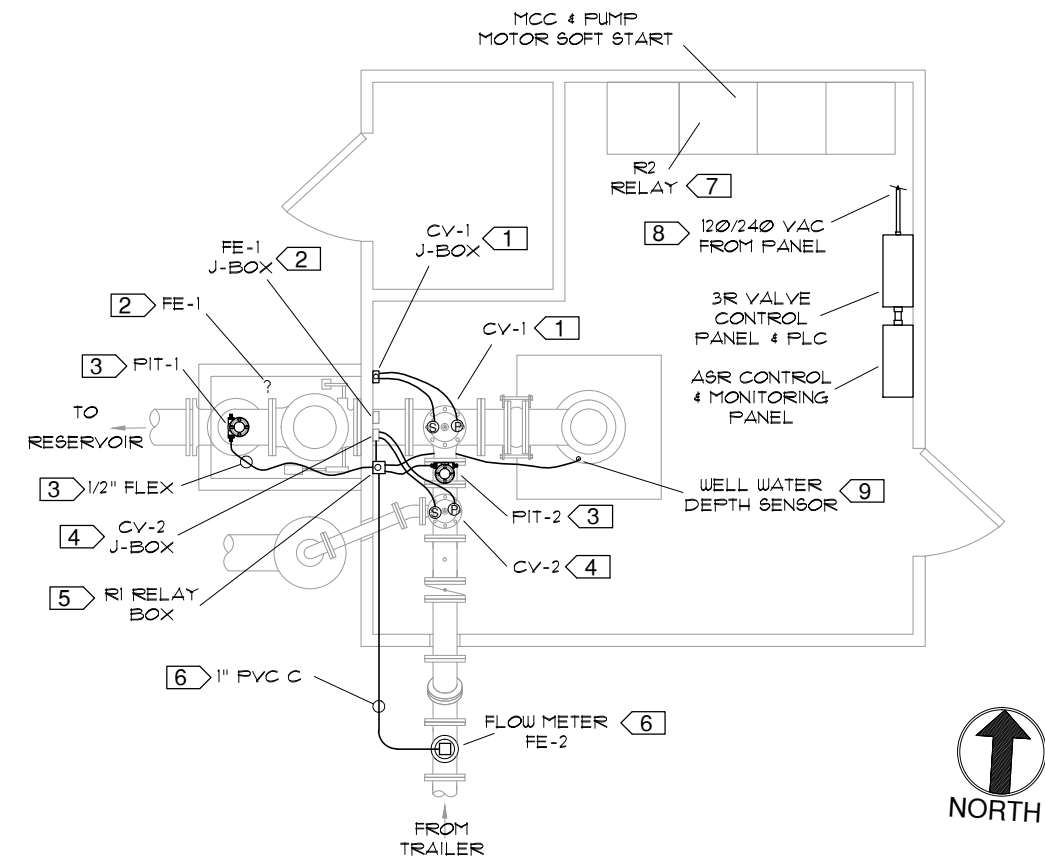 MCC & PUMP
MOTOR SOFT START
R2
RELAY 7
8 120/240 VAC
FROM PANEL
CV-1
J-BOX 1
FE-1
J-BOX 2
2 FE-1
3R VALVE
CONTROL
PANEL & PLC
CV-1 1
3 PIT-1
?
ASR CONTROL
& MONITORING
PANEL
TO
RESERVOIR
S P
3 1/2" FLEX
WELL WATER
DEPTH SENSOR 9
S P
PIT-2 3
4 CV-2
J-BOX
CV-2 4
5 R1 RELAY
BOX
6 1" PVC C
FLOW METER 6
FE-2
NORTH
FROM
TRAILER